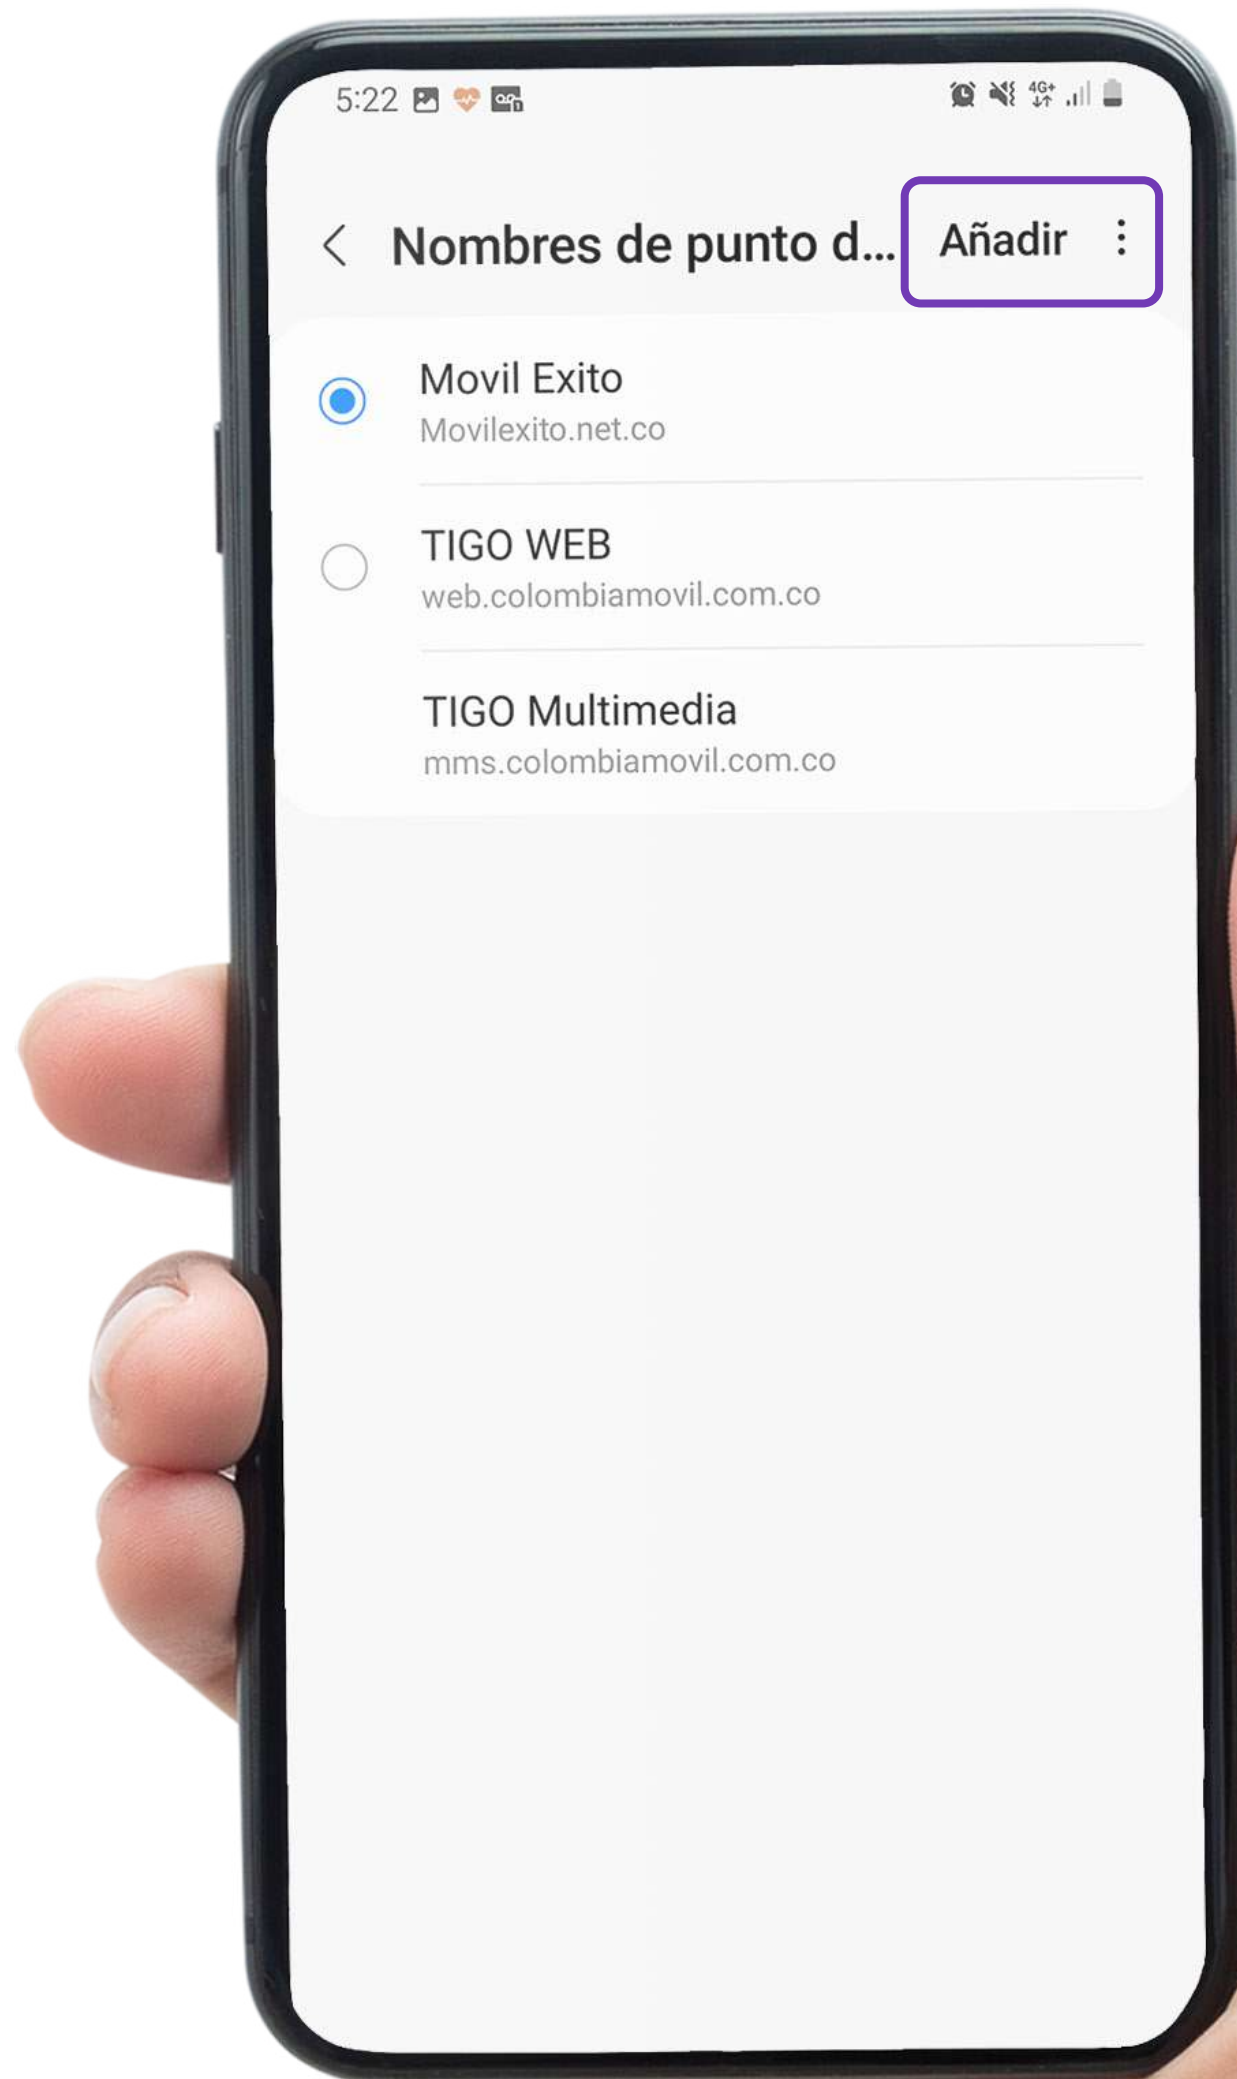 5:22
4G+
Nombres de punto d...
Añadir
Movil Exito
Movilexito.net.co
TIGO WEB
web.colombiamovil.com.co
TIGO Multimedia
mms.colombiamovil.com.co